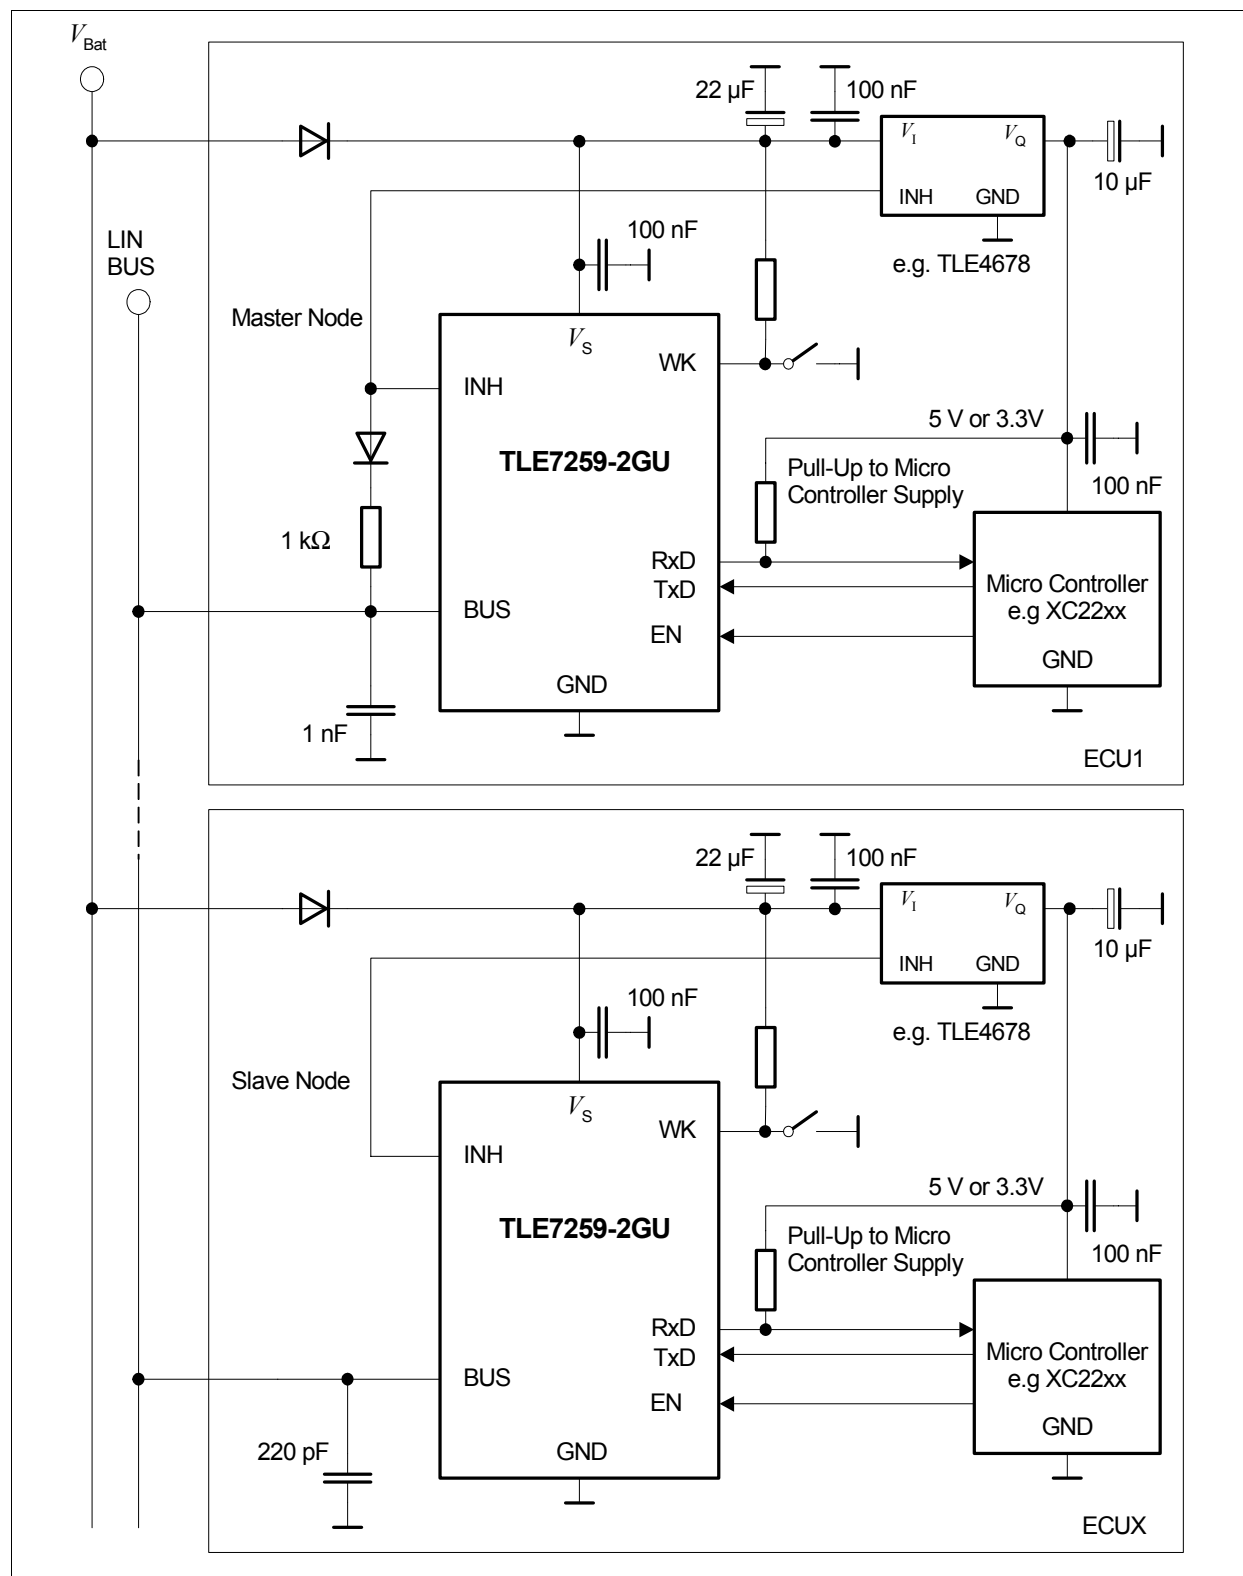 V_Bat
22 µF
100 nF
V_I
V_Q
10 µF
INH
GND
LIN
BUS
100 nF
e.g. TLE4678
Master Node
V_S
WK
INH
5 V or 3.3V
TLE7259-2GU
Pull-Up to Micro
Controller Supply
100 nF
1 kΩ
RxD
TxD
Micro Controller
e.g XC22xx
BUS
EN
GND
GND
1 nF
ECU1
22 µF
100 nF
V_I
V_Q
10 µF
INH
GND
100 nF
e.g. TLE4678
Slave Node
V_S
WK
INH
5 V or 3.3V
TLE7259-2GU
Pull-Up to Micro
Controller Supply
100 nF
RxD
TxD
Micro Controller
e.g XC22xx
BUS
EN
GND
220 pF
GND
ECUX